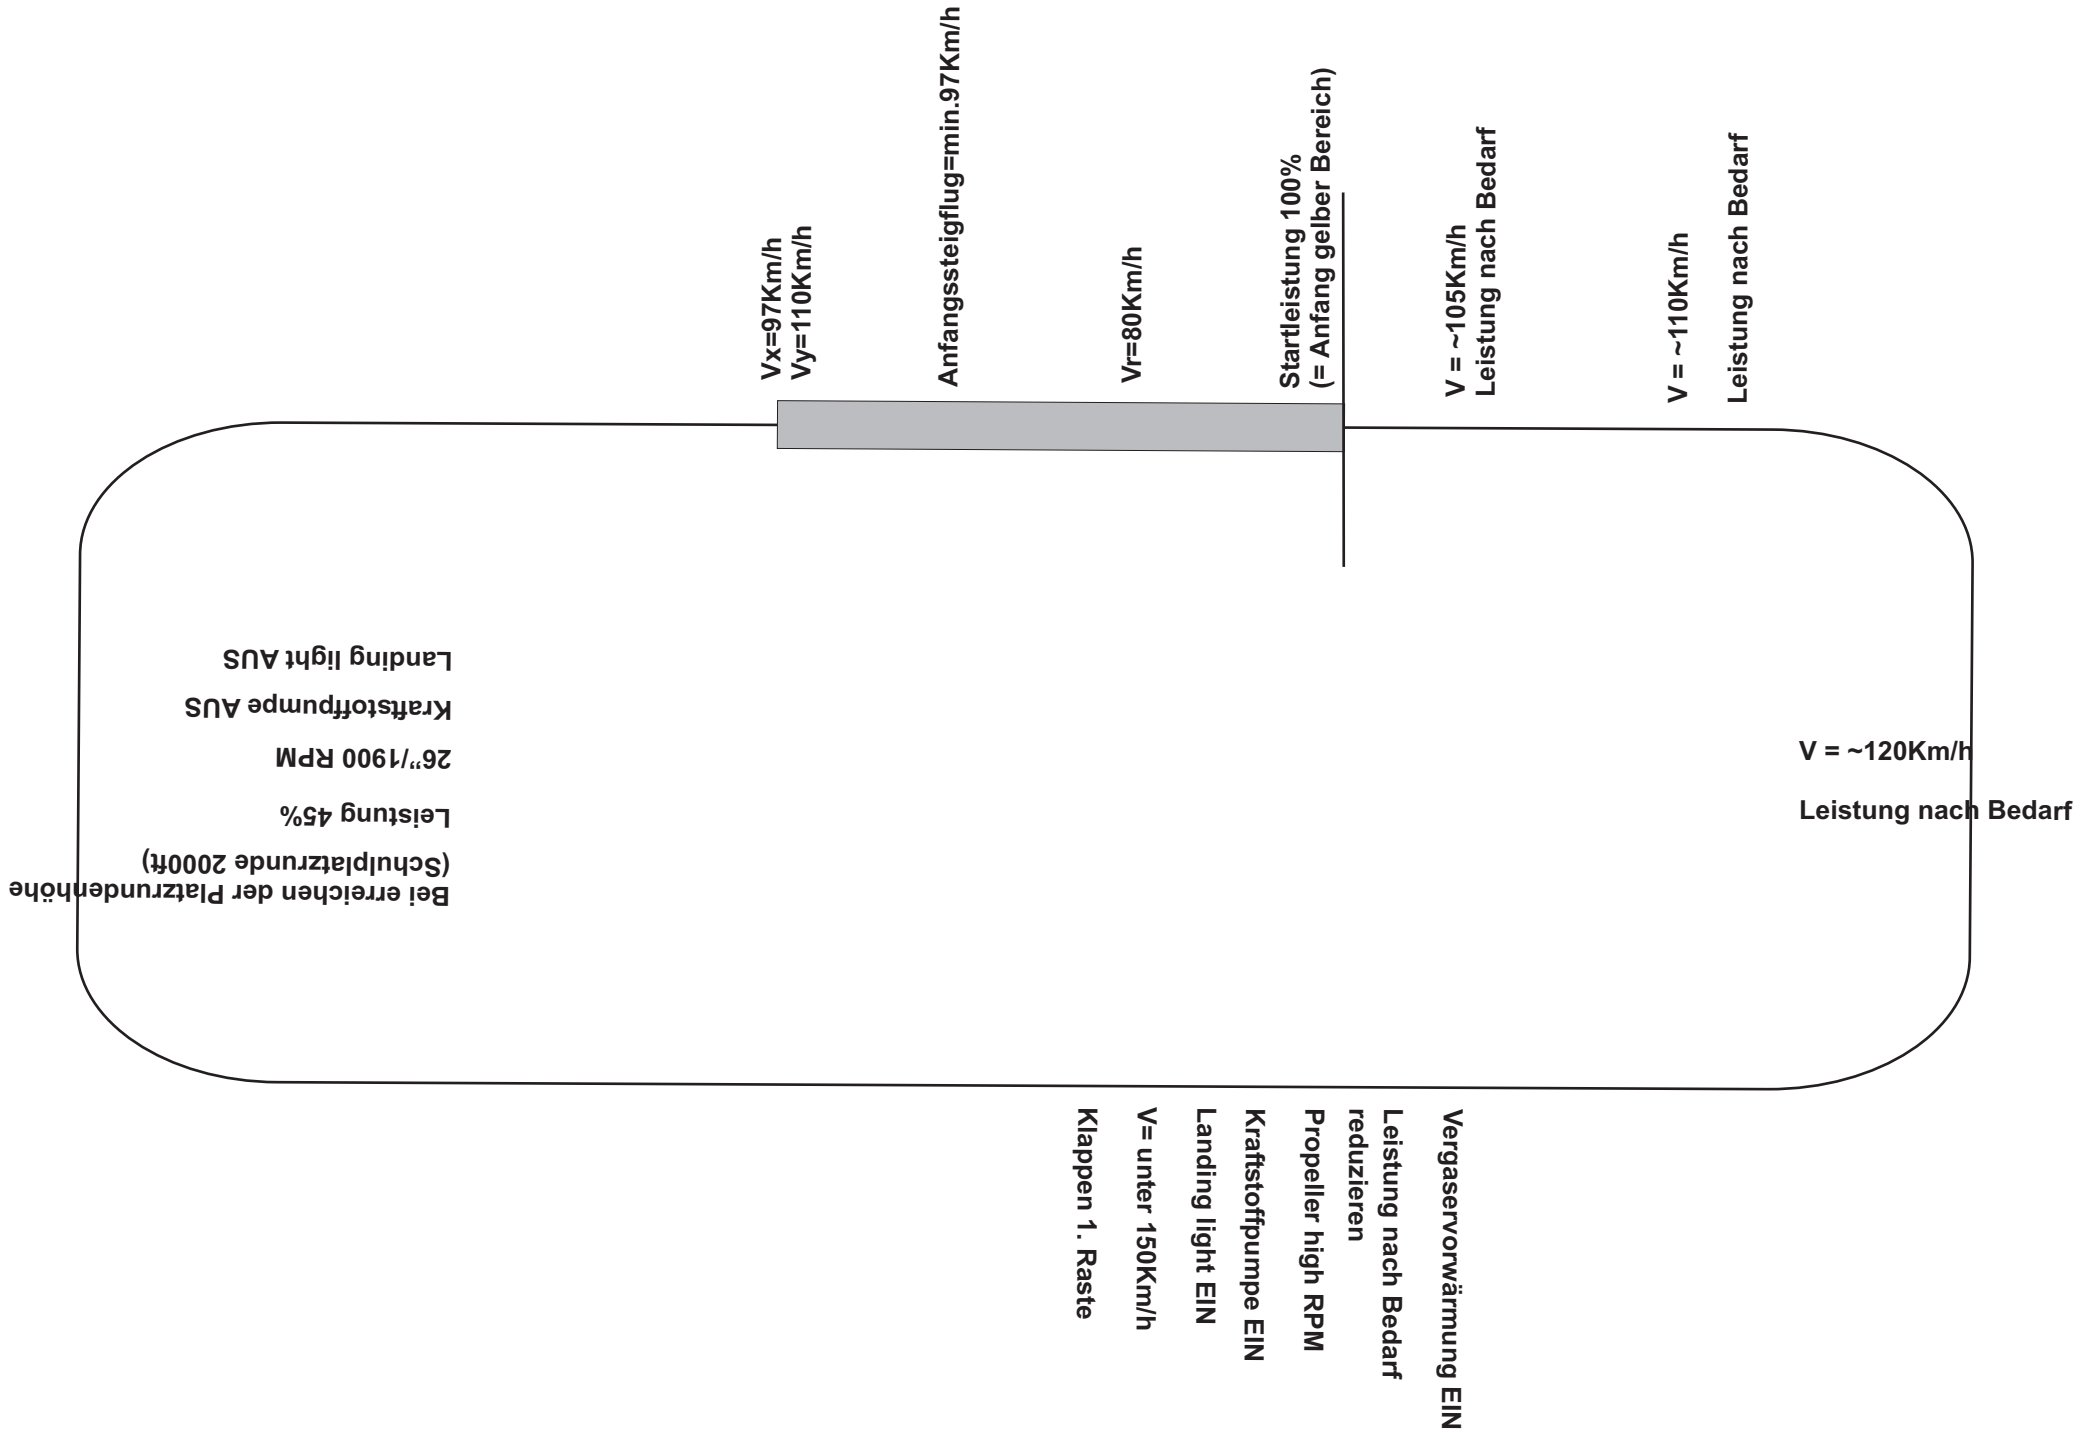 Vx=97Km/h
Vy=110Km/h
Anfangssteigflug=min.97Km/h
Vr=80Km/h
Startleistung 100%
(= Anfang gelber Bereich)
V = ~105Km/h
Leistung nach Bedarf
V = ~110Km/h
Leistung nach Bedarf
Bei erreichen der Platzrundenhöhe
(Schulplatzrunde 2000ft)
Leistung 45%
26“/1900 RPM
Kraftstoffpumpe AUS
Landing light AUS
V = ~120Km/h
Leistung nach Bedarf
Vergaservorwärmung EIN
Leistung nach Bedarf
reduzieren
Propeller high RPM
Kraftstoffpumpe EIN
Landing light EIN
V= unter 150Km/h
Klappen 1. Raste